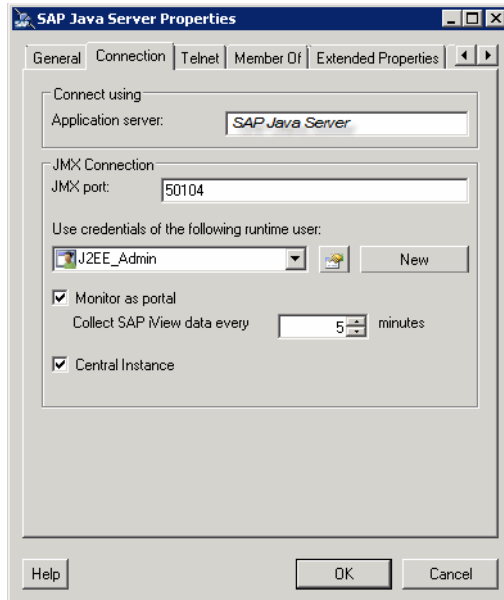 SAP Java Server Properties
General Connection Telnet Member Of Extended Properties
Connect using
Application server: SAP Java Server
JMX Connection
JMX port: 50104
Use credentials of the following runtime user:
J2EE_Admin New
Monitor as portal
Collect SAP iView data every 5 minutes
Central Instance
Help OK Cancel